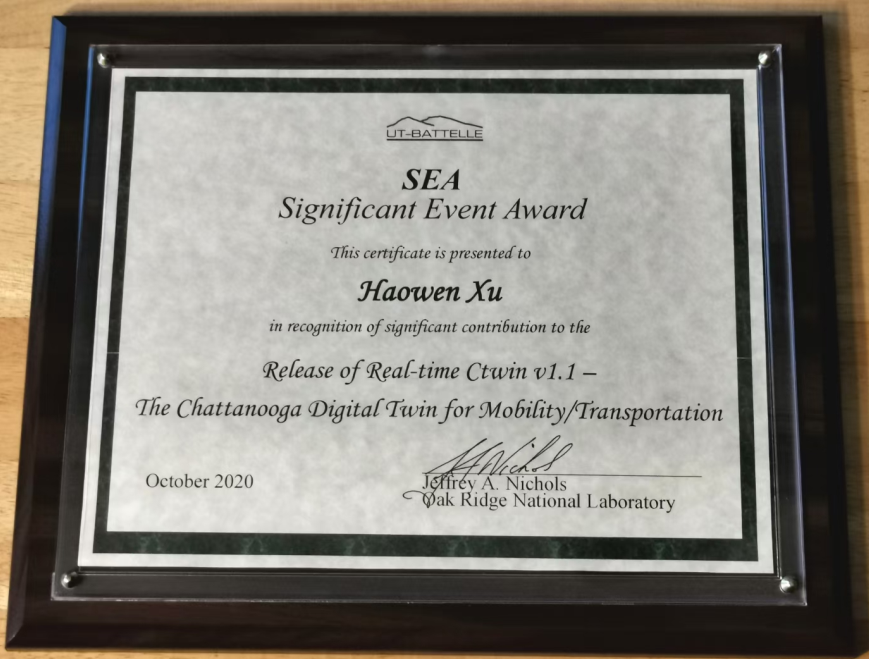 UT-BATTELLE
SEA
Significant Event Award
This certificate is presented to
Haowen Xu
in recognition of significant contribution to the
Release of Real-time Ctwin v1.1 –
The Chattanooga Digital Twin for Mobility/Transportation
October 2020
Jeffrey A. Nichols
Oak Ridge National Laboratory